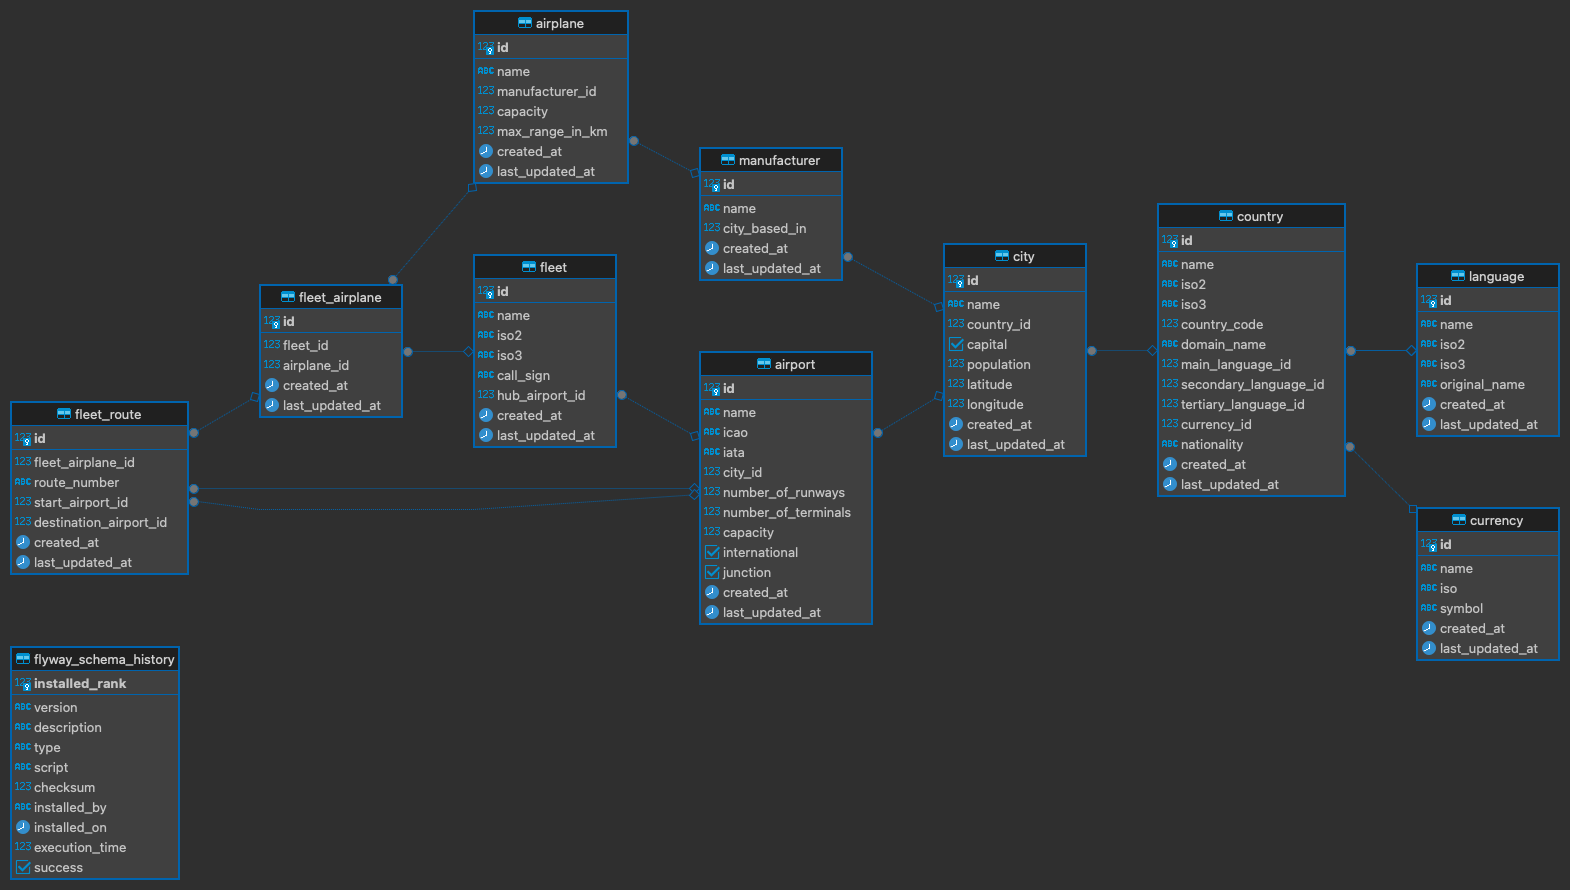 airplane
123 id
ABC name
123 manufacturer_id
123 capacity
123 max_range_in_km
created_at
last_updated_at
manufacturer
123 id
ABC name
123 city_based_in
created_at
last_updated_at
country
123 id
ABC name
ABC iso2
ABC iso3
123 country_code
ABC domain_name
123 main_language_id
123 secondary_language_id
123 tertiary_language_id
123 currency_id
ABC nationality
created_at
last_updated_at
city
123 id
ABC name
123 country_id
capital
123 population
123 latitude
123 longitude
created_at
last_updated_at
language
123 id
ABC name
ABC iso2
ABC iso3
ABC original_name
created_at
last_updated_at
fleet
123 id
ABC name
ABC iso2
ABC iso3
ABC call_sign
123 hub_airport_id
created_at
last_updated_at
fleet_airplane
123 id
123 fleet_id
123 airplane_id
created_at
last_updated_at
airport
123 id
ABC name
ABC icao
ABC iata
123 city_id
123 number_of_runways
123 number_of_terminals
123 capacity
international
junction
created_at
last_updated_at
fleet_route
123 id
123 fleet_airplane_id
ABC route_number
123 start_airport_id
123 destination_airport_id
created_at
last_updated_at
currency
123 id
ABC name
ABC iso
ABC symbol
created_at
last_updated_at
flyway_schema_history
123 installed_rank
ABC version
ABC description
ABC type
ABC script
123 checksum
ABC installed_by
installed_on
123 execution_time
success